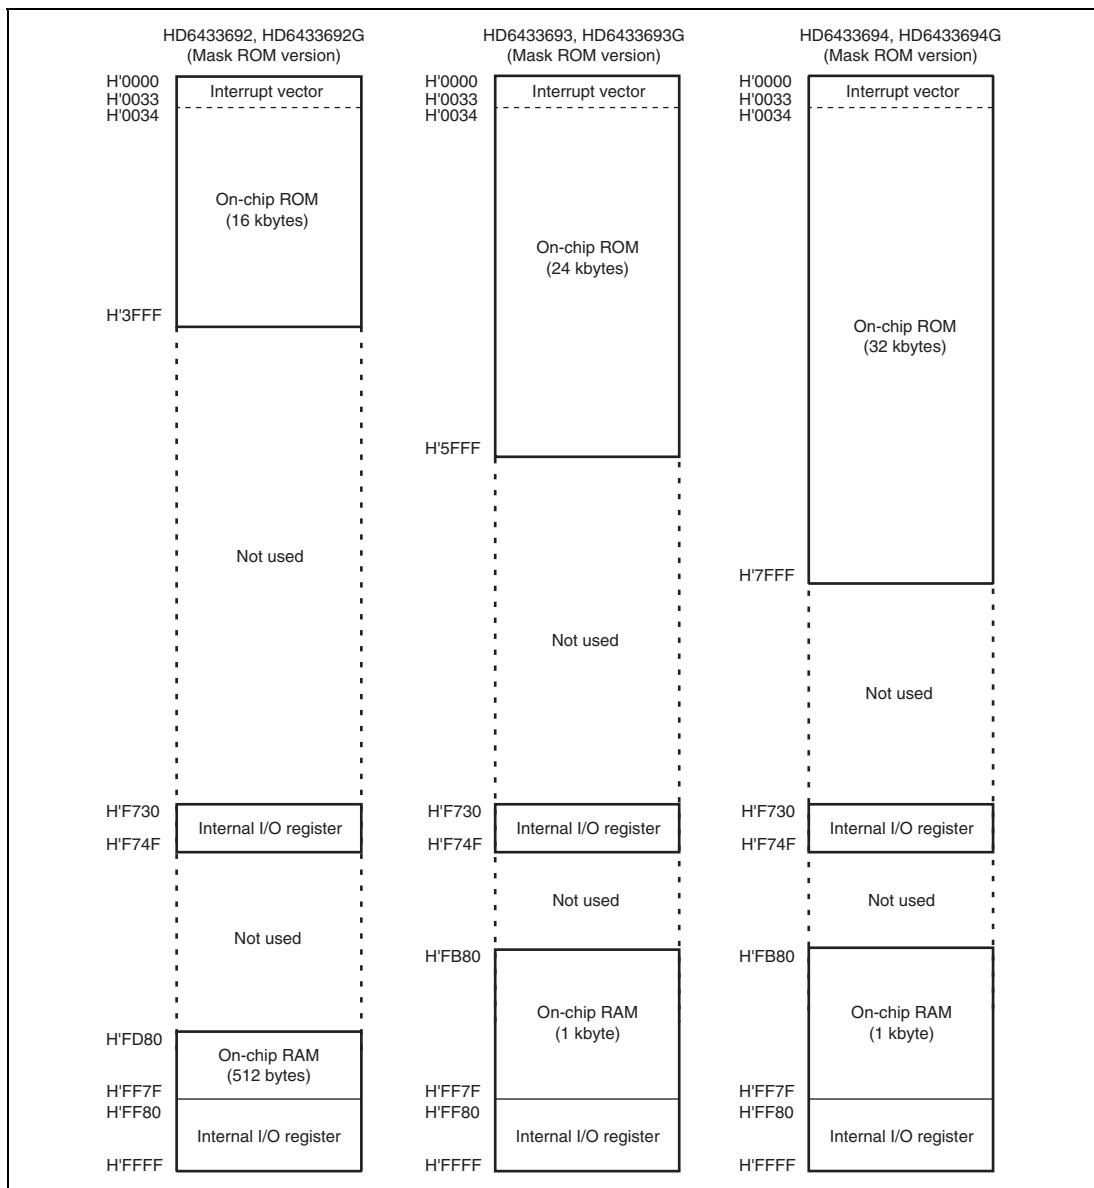 HD6433692, HD6433692G
(Mask ROM version)
H'0000
H'0033
H'0034
Interrupt vector
On-chip ROM
(16 kbytes)
H'3FFF
Not used
H'F730
Internal I/O register
H'F74F
Not used
H'FD80
On-chip RAM
(512 bytes)
H'FF7F
H'FF80
Internal I/O register
H'FFFF
HD6433693, HD6433693G
(Mask ROM version)
H'0000
H'0033
H'0034
Interrupt vector
On-chip ROM
(24 kbytes)
H'5FFF
Not used
H'F730
Internal I/O register
H'F74F
Not used
H'FB80
On-chip RAM
(1 kbyte)
H'FF7F
H'FF80
Internal I/O register
H'FFFF
HD6433694, HD6433694G
(Mask ROM version)
H'0000
H'0033
H'0034
Interrupt vector
On-chip ROM
(32 kbytes)
H'7FFF
Not used
H'F730
Internal I/O register
H'F74F
Not used
H'FB80
On-chip RAM
(1 kbyte)
H'FF7F
H'FF80
Internal I/O register
H'FFFF